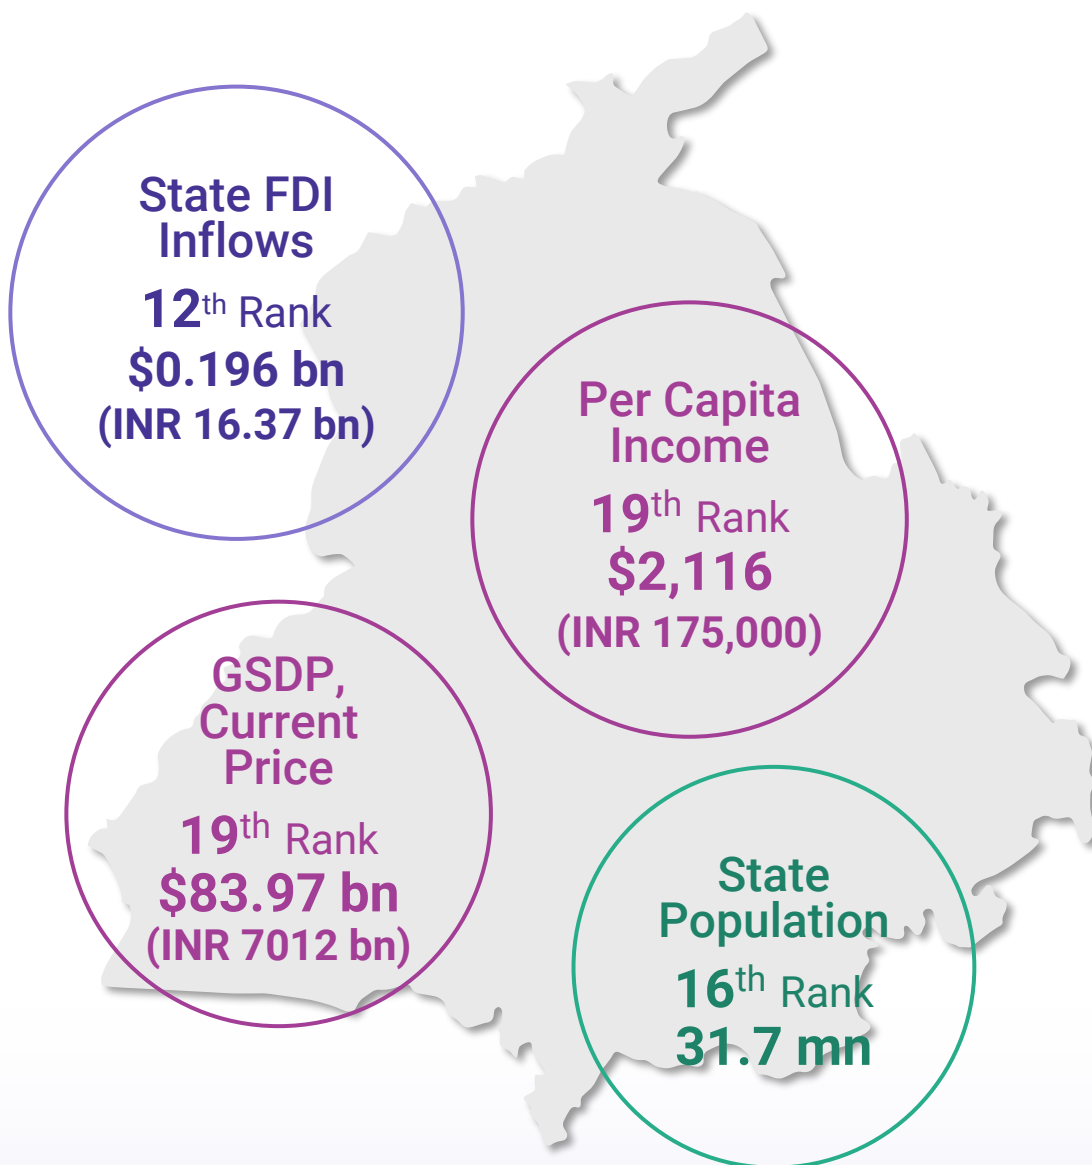 State FDI
Inflows
12th Rank
$0.196 bn
(INR 16.37 bn)
Per Capita
Income
19th Rank
$2,116
(INR 175,000)
GSDP,
Current
Price
19th Rank
$83.97 bn
(INR 7012 bn)
State
Population
16th Rank
31.7 mn